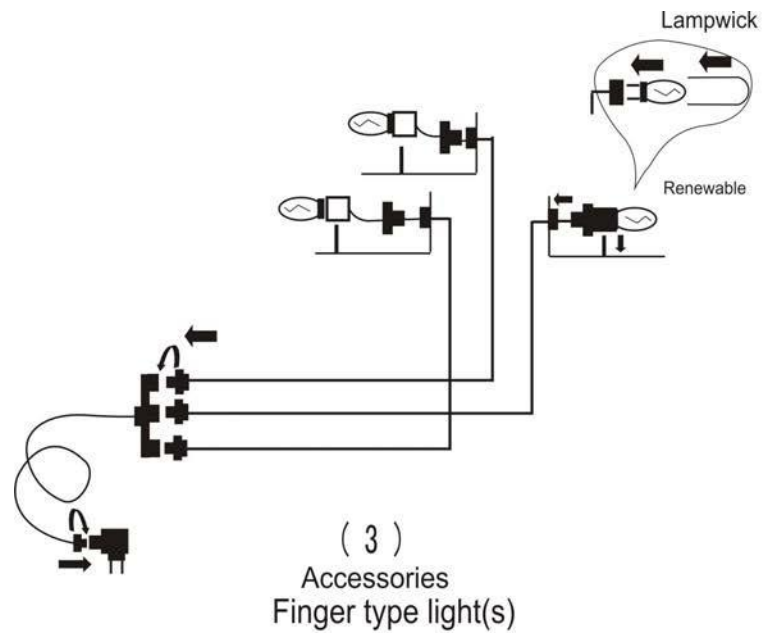 Lampwick
Renewable
( 3 )
Accessories
Finger type light(s)